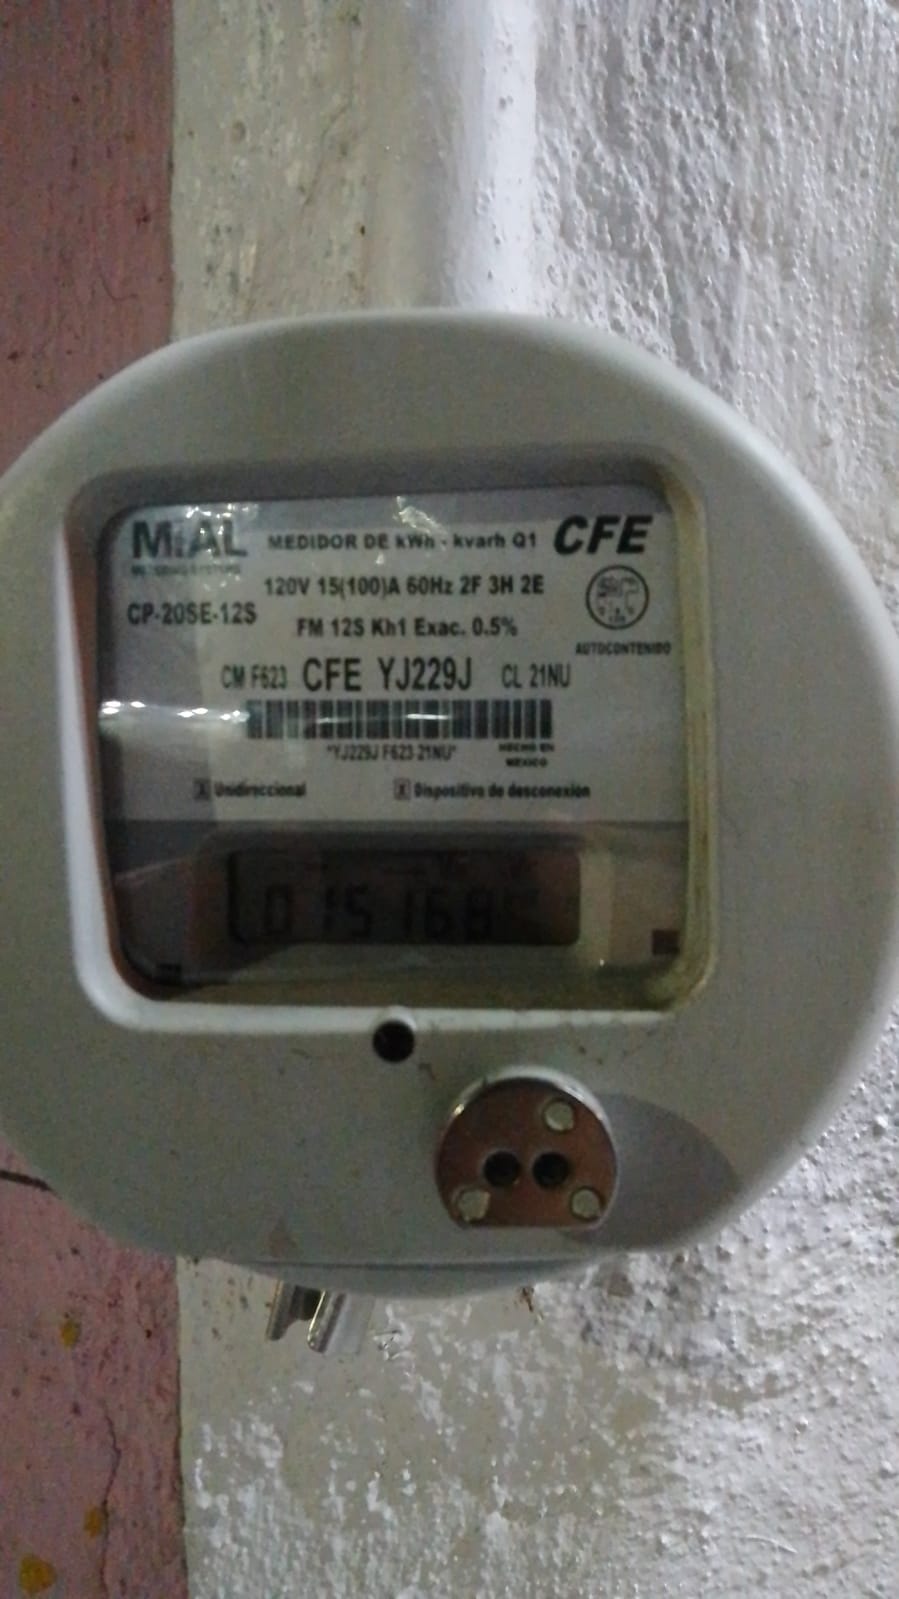 MIAL MEDIDOR DE kWh - kvarh Q1 CFE
METERING SYSTEMS
120V 15(100)A 60Hz 2F 3H 2E
CP-20SE-12S
FM 12S Kh1 Exac. 0.5%
AUTOCONTENIDO
CM F623 CFE YJ229J CL 21NU
*YJ229J F623 21NU*
HECHO EN
MEXICO
X Unidireccional X Dispositivo de desconexión